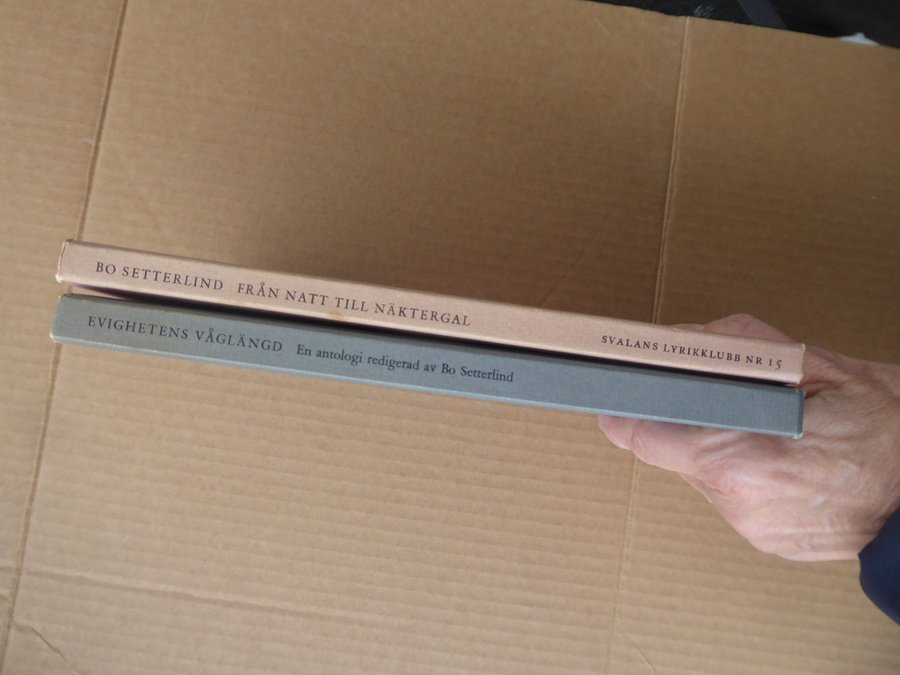 BO SETTERLIND FRÅN NATT TILL NÄKTERGAL SVALANS LYRIKKLUBB NR 15
EVIGHETENS VÅGLÄNGD En antologi redigerad av Bo Setterlind